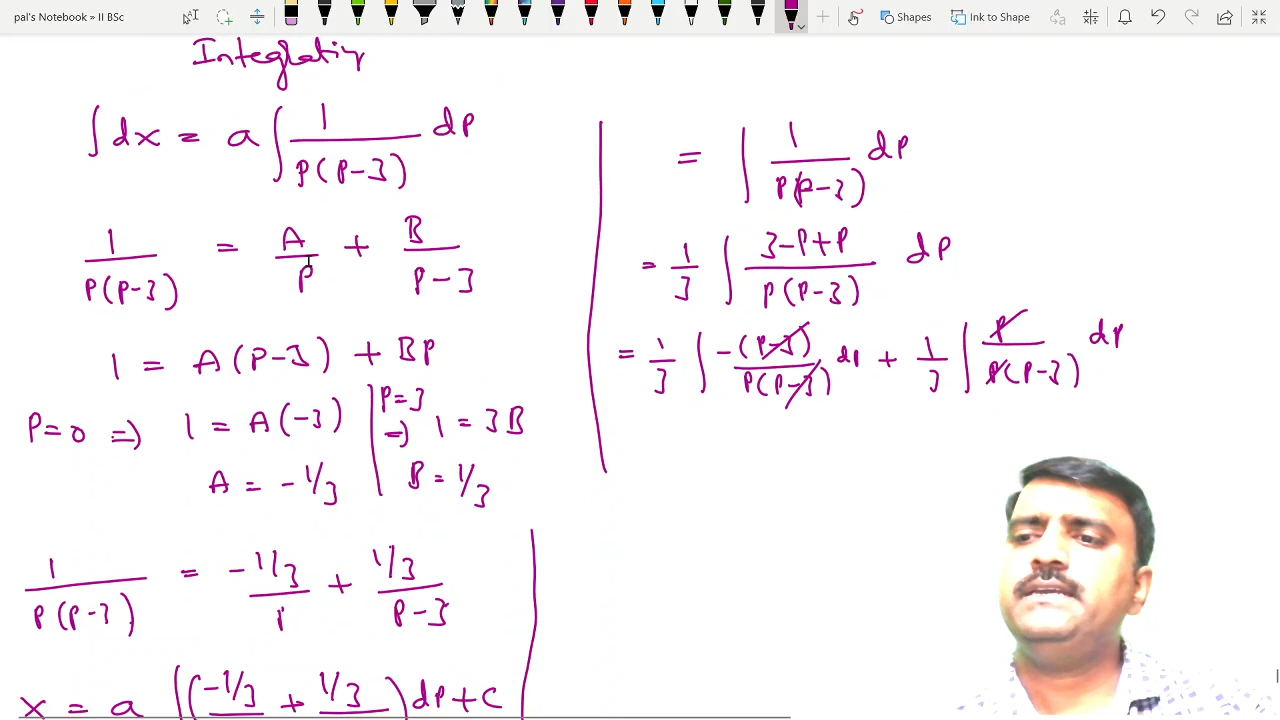 pal's Notebook » II BSc
Shapes
Ink to Shape
Integrating
∫ dx = a ∫ 1/(P(P-3)) dP
1/(P(P-3)) = A/P + B/(P-3)
1 = A(P-3) + BP
P=0 => 1 = A(-3) | P=3 => 1 = 3B
A = -1/3 | B = 1/3
1/(P(P-3)) = (-1/3)/P + (1/3)/(P-3)
x = a ∫( -1/3 + 1/3 ) dP + C
= ∫ 1/(P(P-3)) dP
= 1/3 ∫ (3-P+P)/(P(P-3)) dP
= 1/3 ∫ -(P-3)/(P(P-3)) dP + 1/3 ∫ P/(P(P-3)) dP